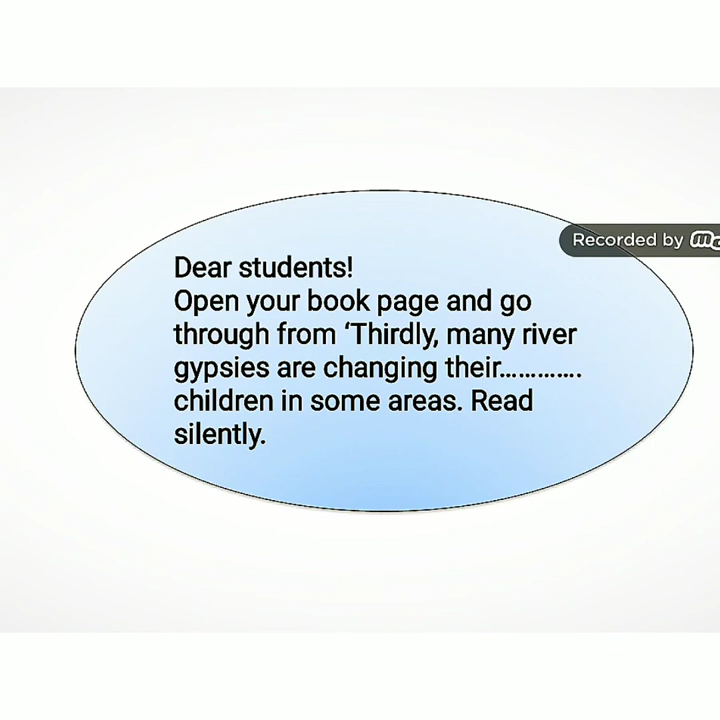 Recorded by
Dear students!
Open your book page and go
through from ‘Thirdly, many river
gypsies are changing their………….
children in some areas. Read
silently.